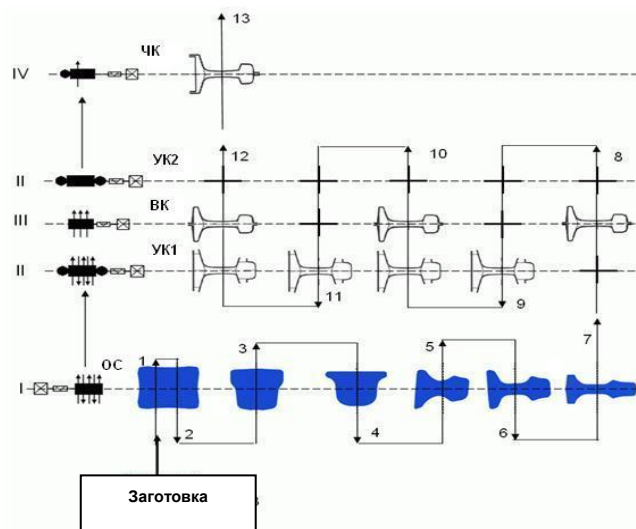 13
IV ЧК
II УК2 12 10 8
III ВК
II УК1
11 9
7
I ОС 1 3 5
2 4 6
Заготовка